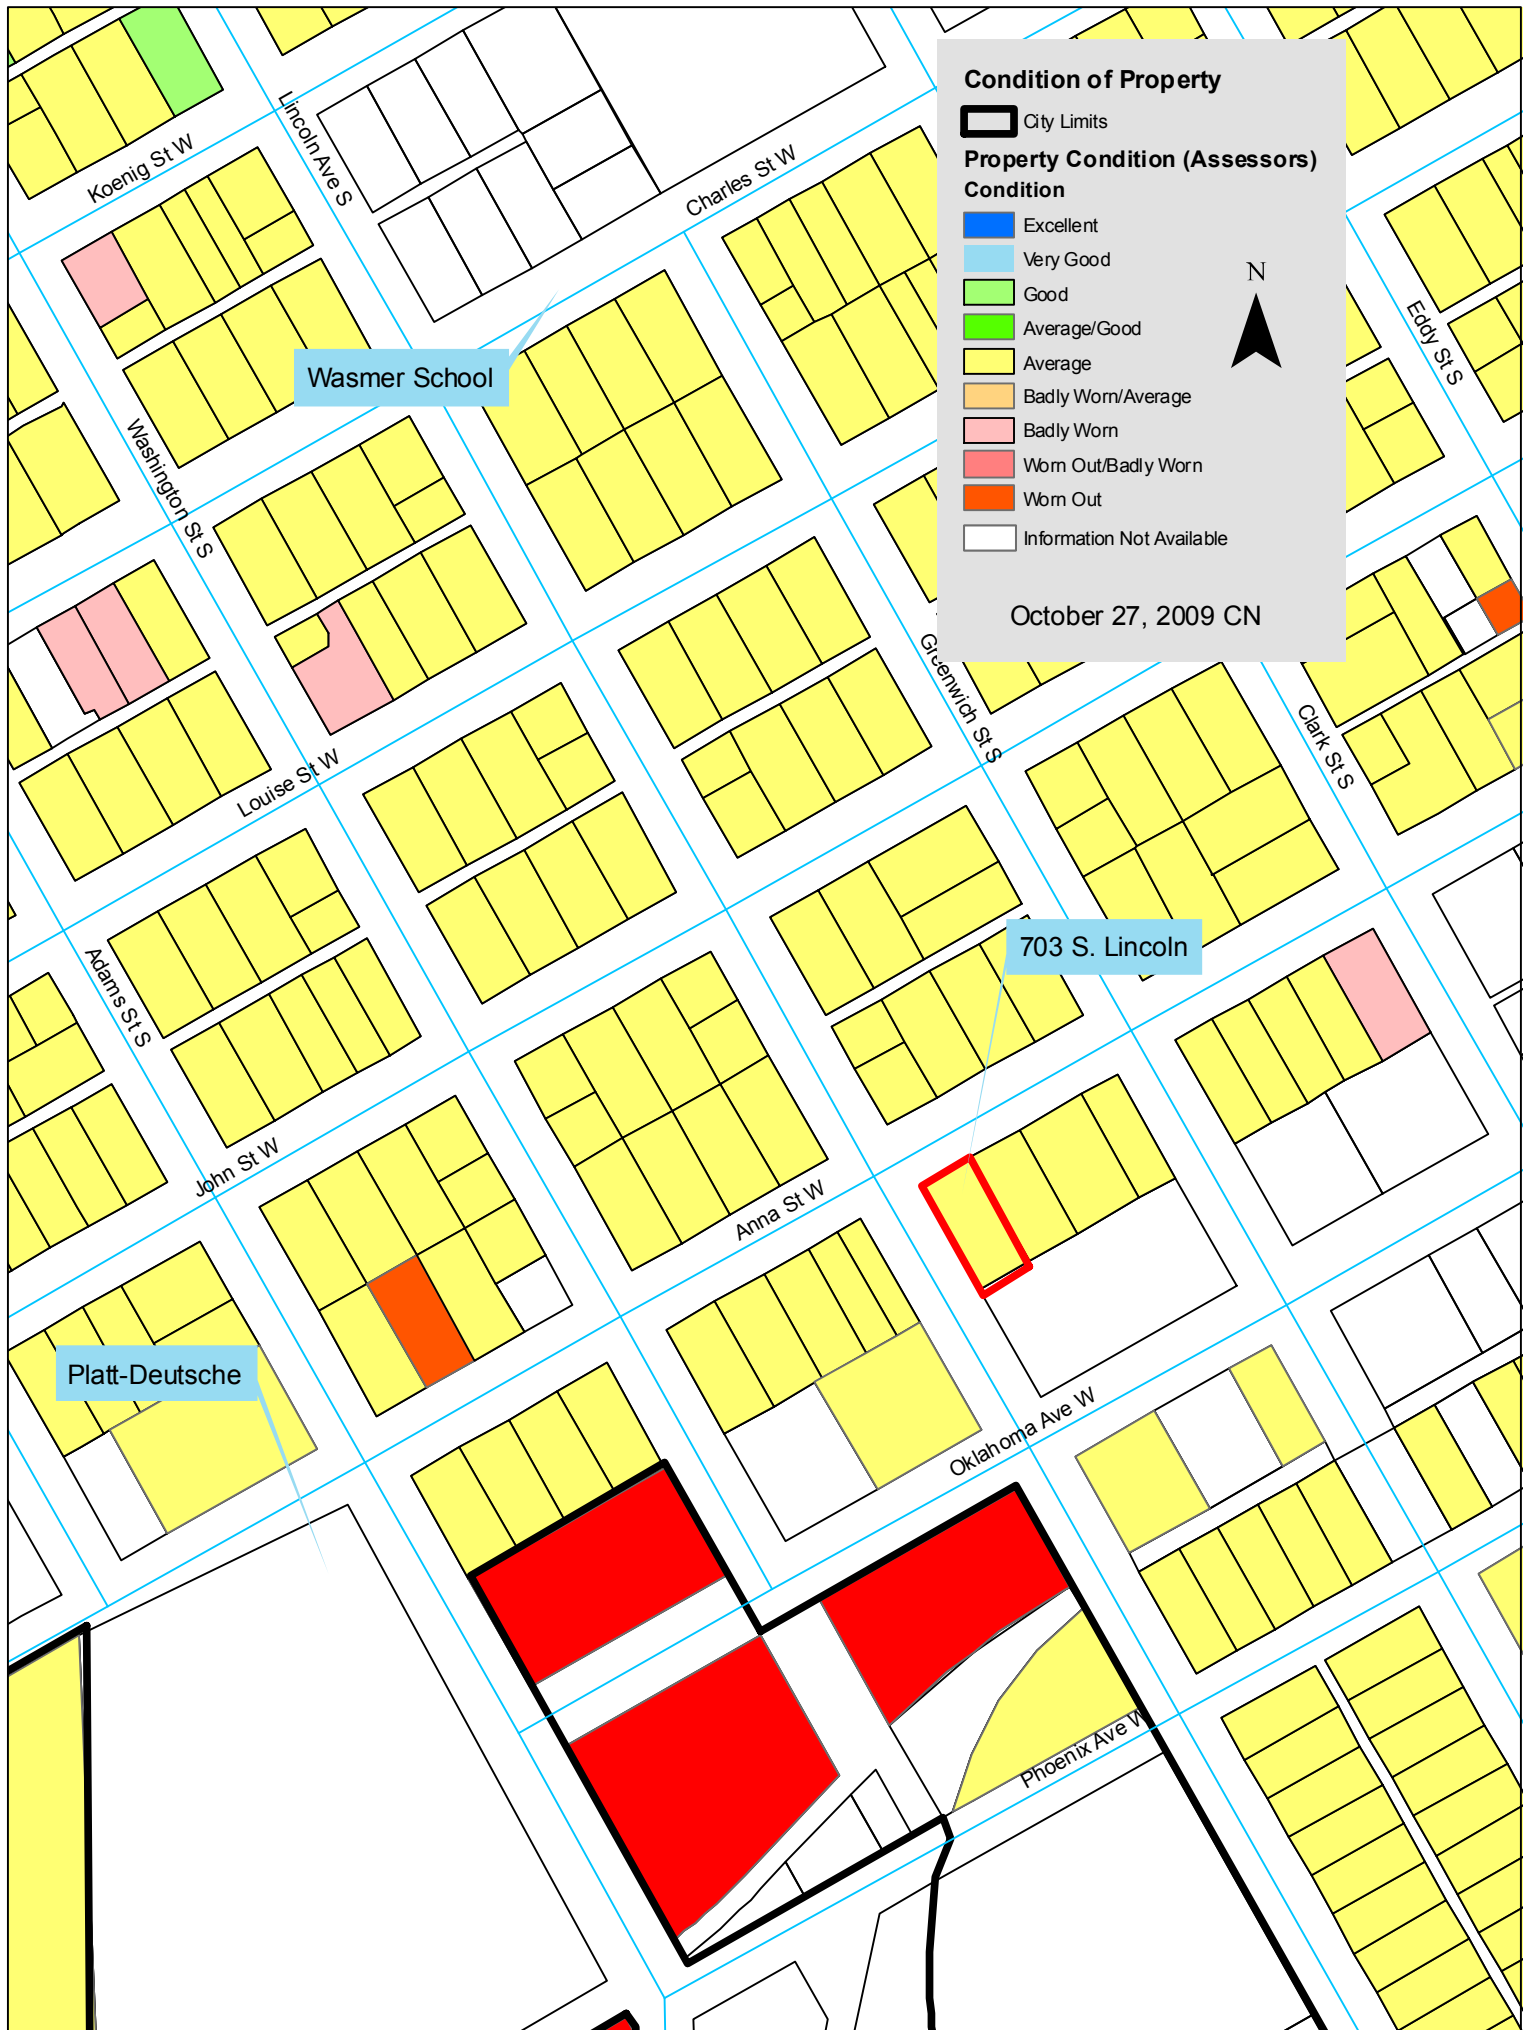 Condition of Property
City Limits
Property Condition (Assessors)
Condition
Excellent
Very Good
Good
Average/Good
Average
Badly Worn/Average
Badly Worn
Worn Out/Badly Worn
Worn Out
Information Not Available
N
October 27, 2009 CN
Koenig St W
Lincoln Ave S
Charles St W
Eddy St S
Wasmer School
Washington St S
Greenwich St S
Clark St S
Louise St W
703 S. Lincoln
Adams St S
John St W
Anna St W
Platt-Deutsche
Oklahoma Ave W
Phoenix Ave W